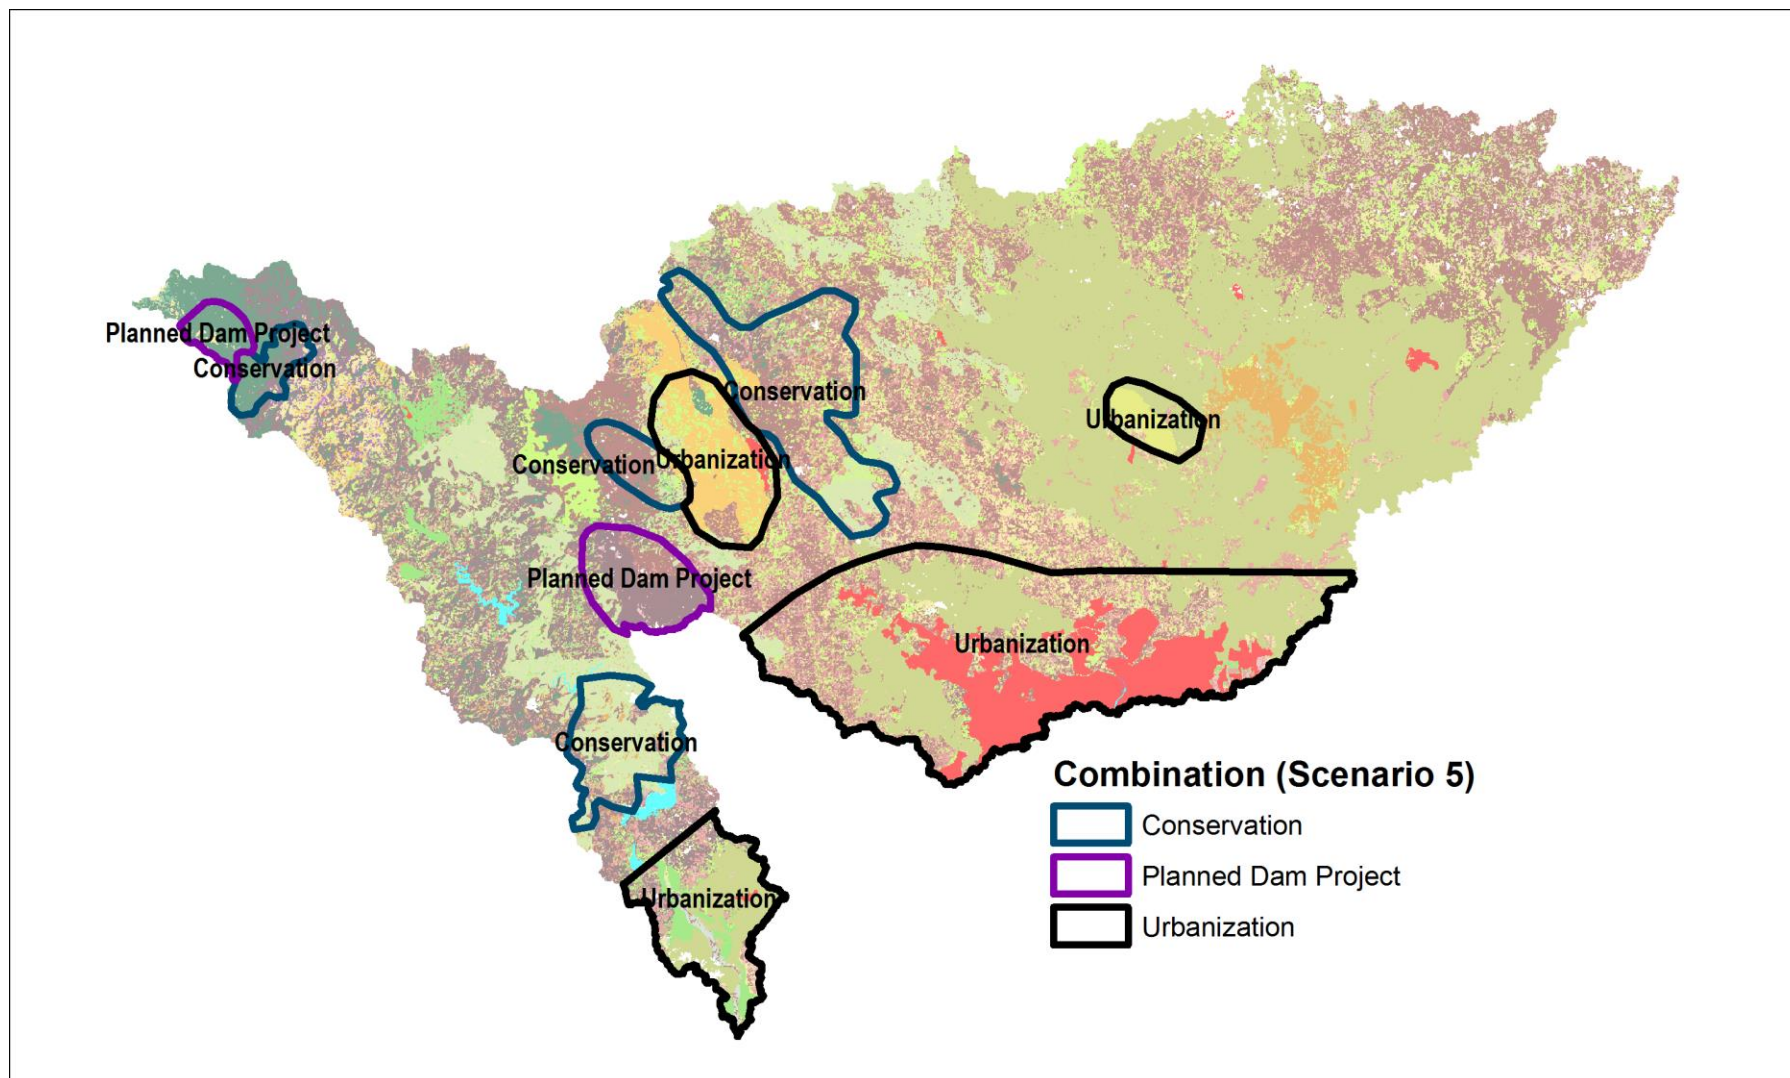 Planned Dam Project
Conservation
Conservation
Urbanization
Conservation
Urbanization
Planned Dam Project
Urbanization
Conservation
Urbanization
Combination (Scenario 5)
Conservation
Planned Dam Project
Urbanization